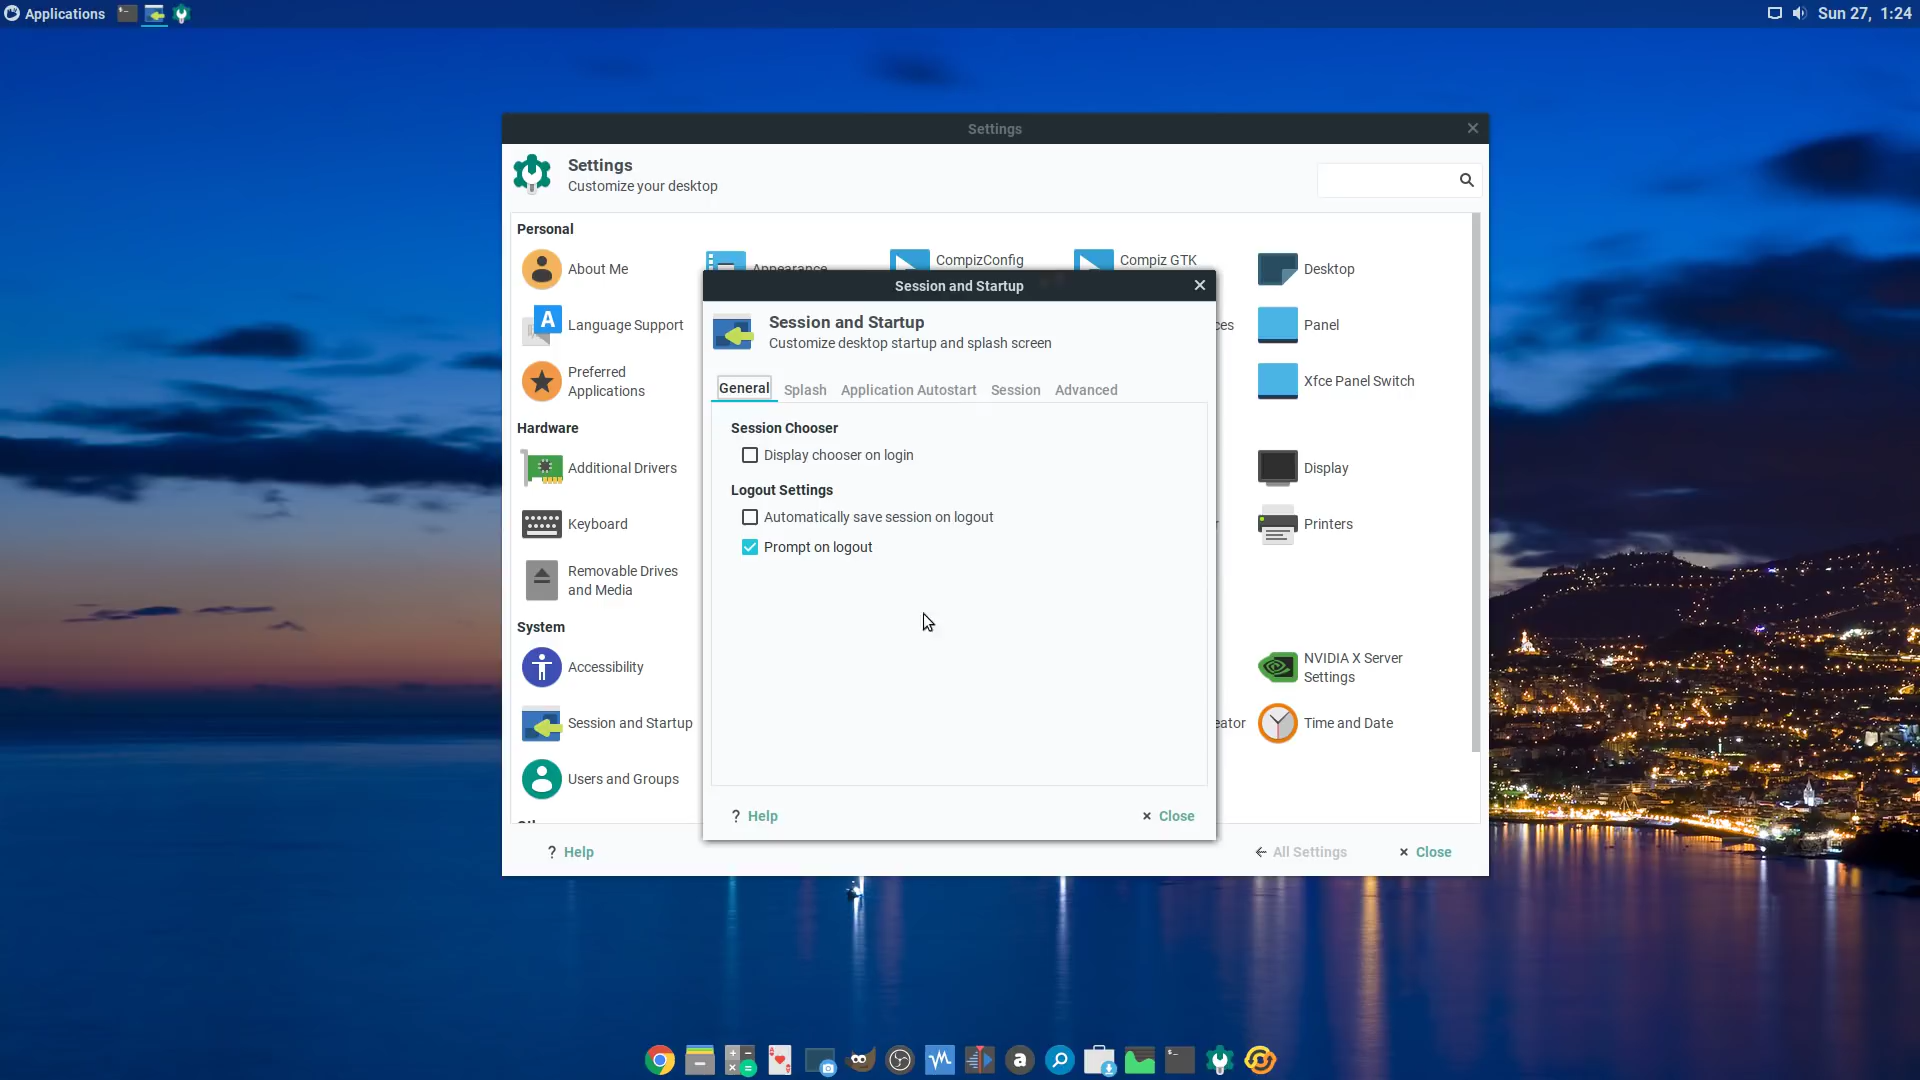 Applications
Sun 27, 1:24
Settings
Settings
Customize your desktop
Personal
About Me
Appearance
CompizConfig
Compiz GTK
Desktop
Language Support
Panel
Preferred
Applications
Xfce Panel Switch
Hardware
Additional Drivers
Display
Keyboard
Printers
Removable Drives
and Media
System
Accessibility
NVIDIA X Server
Settings
Session and Startup
Time and Date
Users and Groups
? Help
All Settings
Close
Session and Startup
Session and Startup
Customize desktop startup and splash screen
General Splash Application Autostart Session Advanced
Session Chooser
Display chooser on login
Logout Settings
Automatically save session on logout
Prompt on logout
? Help
Close